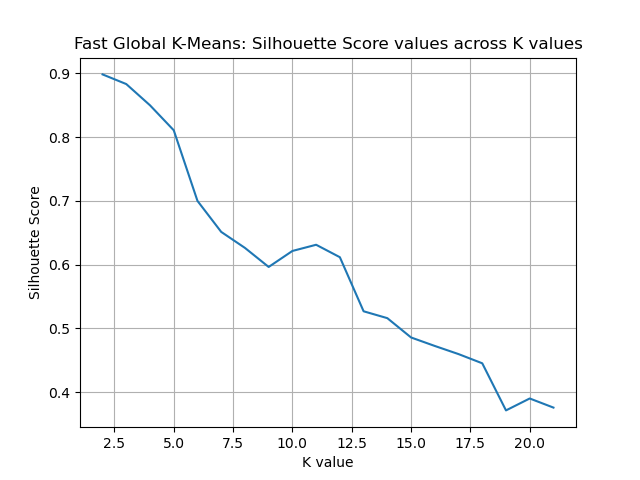 Fast Global K-Means: Silhouette Score values across K values
0.9
0.8
0.7
0.6
0.5
0.4
Silhouette Score
2.5 5.0 7.5 10.0 12.5 15.0 17.5 20.0
K value